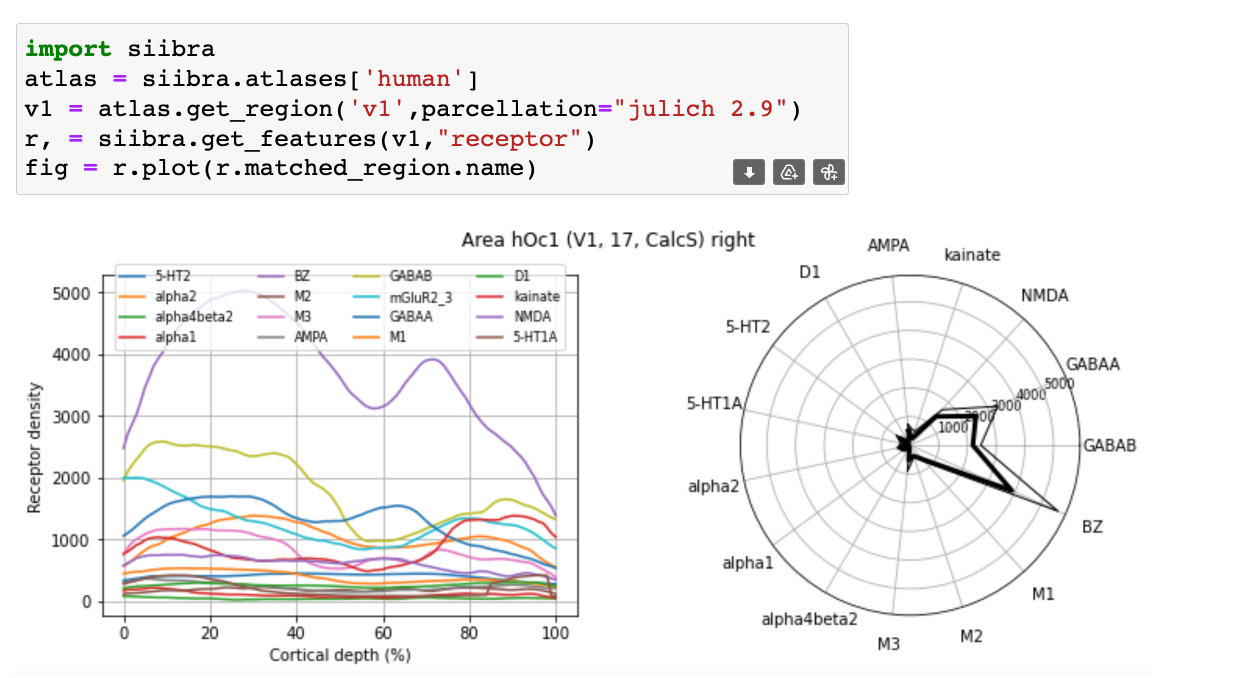 import siibra
atlas = siibra.atlases['human']
v1 = atlas.get_region('v1',parcellation="julich 2.9")
r, = siibra.get_features(v1,"receptor")
fig = r.plot(r.matched_region.name)
Area hOc1 (V1, 17, CalcS) right
5-HT2 BZ GABAB D1
alpha2 M2 mGluR2_3 kainate
alpha4beta2 M3 GABAA NMDA
alpha1 AMPA M1 5-HT1A
Receptor density
5000
4000
3000
2000
1000
0
0 20 40 60 80 100
Cortical depth (%)
AMPA
kainate
NMDA
GABAA
GABAB
BZ
M1
M2
M3
alpha4beta2
alpha1
alpha2
5-HT1A
5-HT2
D1
1000
2000
3000
4000
5000